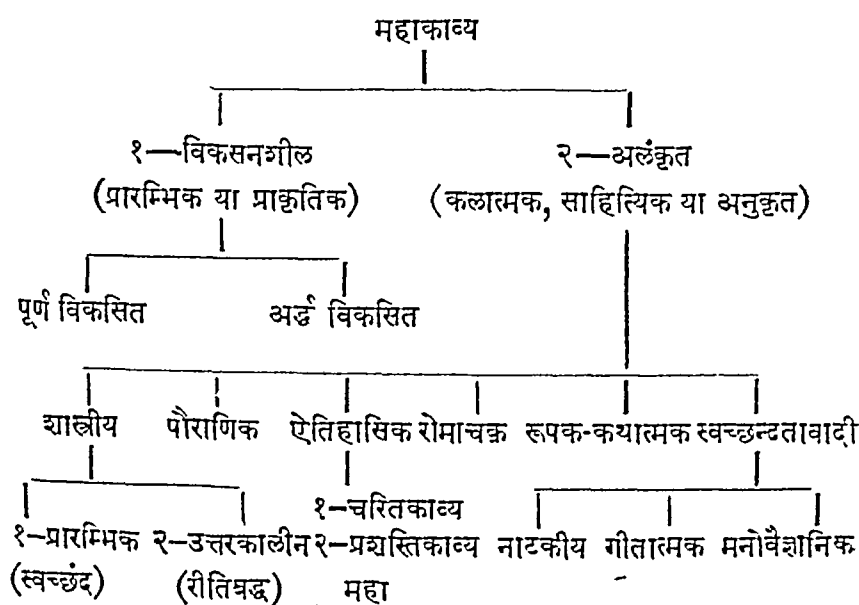 महाकाव्य
१—विकसनशील २—अलंकृत
(प्रारम्भिक या प्राकृतिक) (कलात्मक, साहित्यिक या अनुकृत)
पूर्ण विकसित अर्द्ध विकसित
शास्त्रीय पौराणिक ऐतिहासिक रोमाचक रूपक-कथात्मक स्वच्छन्दतावादी
१-चरितकाव्य
१-प्रारम्भिक २-उत्तरकालीन २-प्रशस्तिकाव्य नाटकीय गीतात्मक मनोवैज्ञानिक
(स्वच्छंद) (रीतिबद्ध) महा